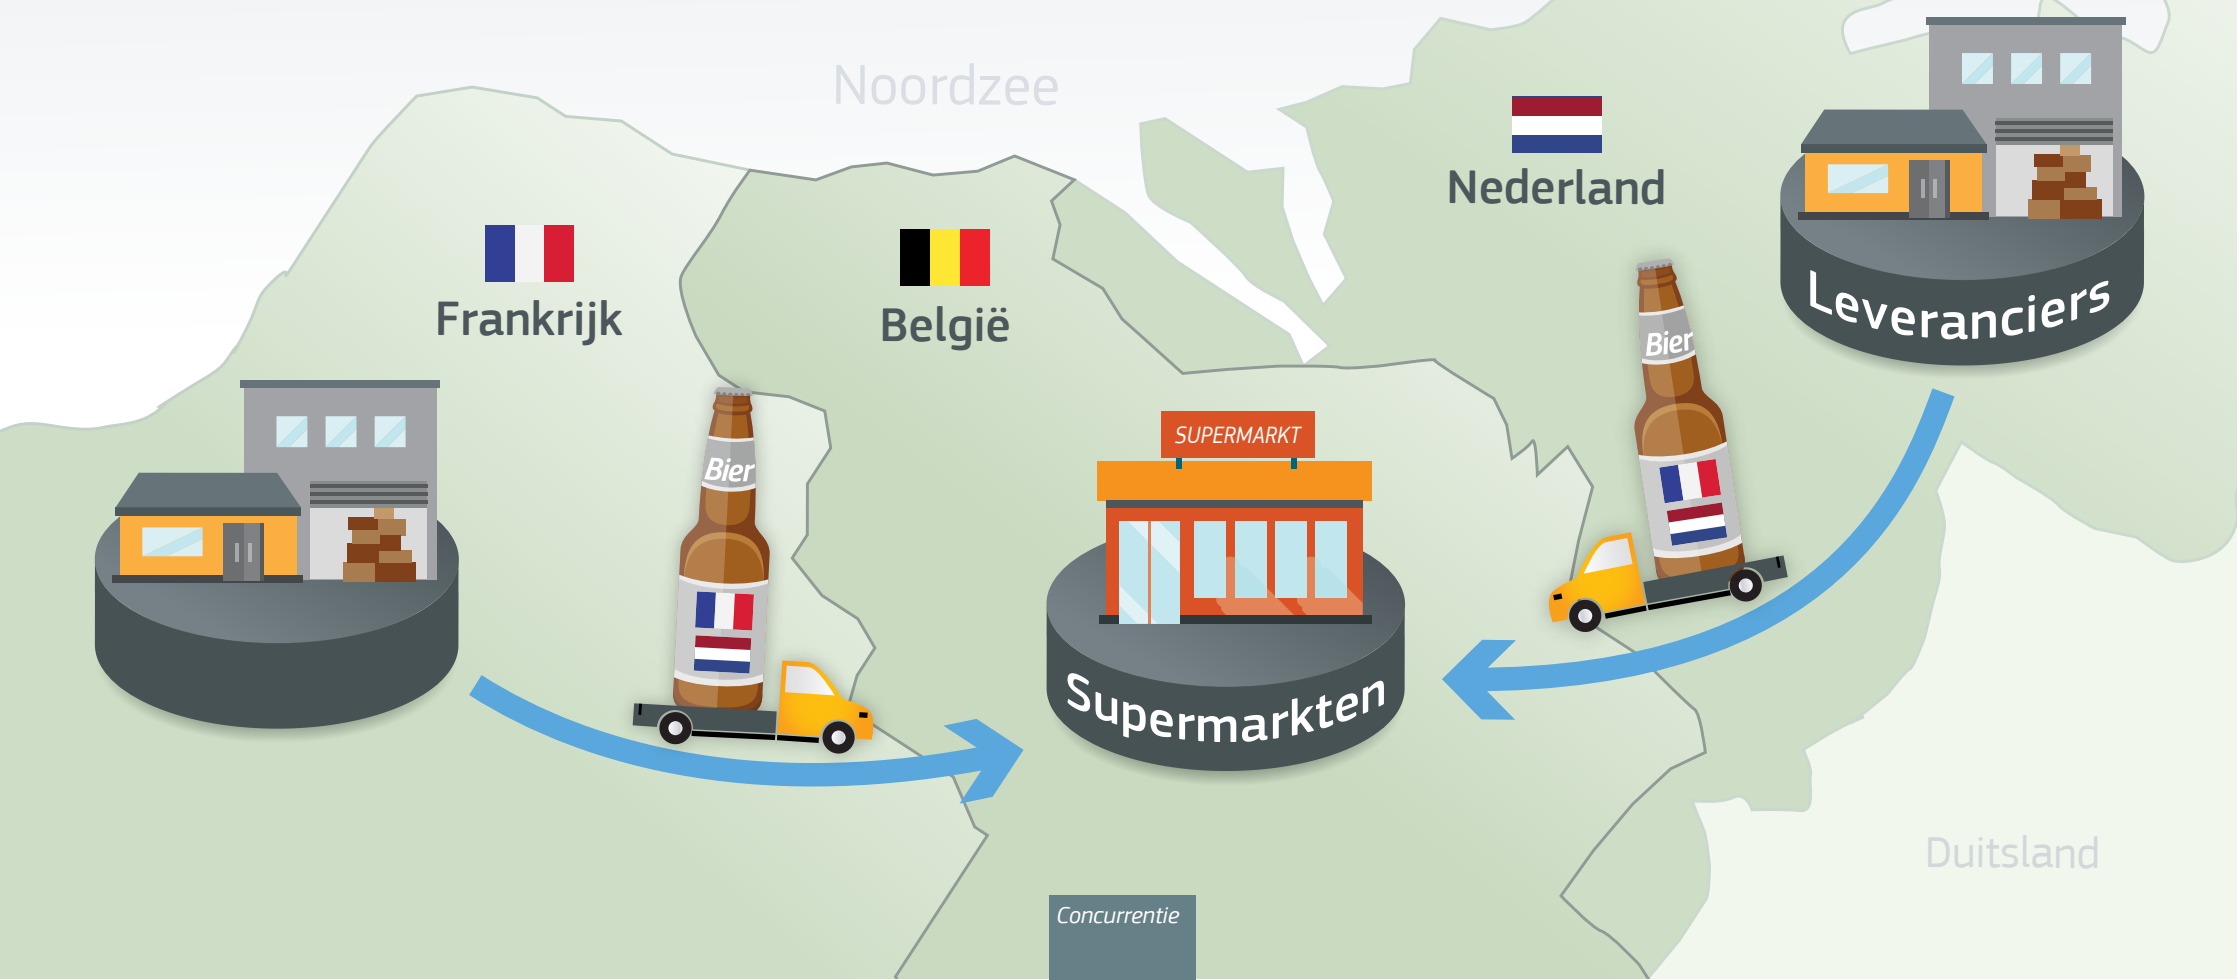 Noordzee
Nederland
Frankrijk
België
Leveranciers
Bier
SUPERMARKT
Bier
Supermarkten
Duitsland
Concurrentie